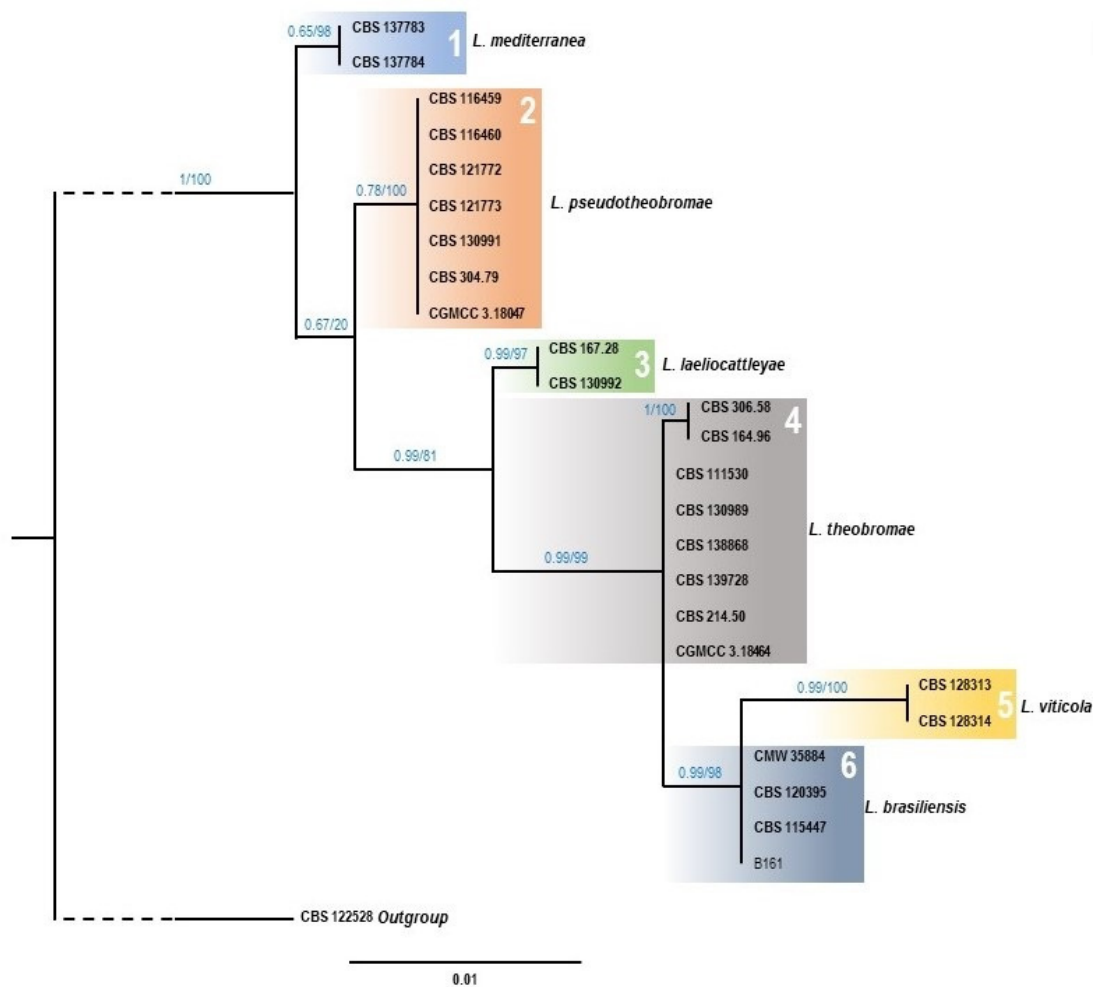 0.65/98
CBS 137783
CBS 137784
1
L. mediterranea
1/100
CBS 116459
2
CBS 116460
CBS 121772
0.78/100
CBS 121773
L. pseudotheobromae
CBS 130991
CBS 304.79
CGMCC 3.18047
0.67/20
0.99/97
CBS 167.28
3
L. laeliocattleyae
CBS 130992
1/100
CBS 306.58
4
CBS 164.96
0.99/81
CBS 111530
CBS 130989
L. theobromae
CBS 138868
0.99/99
CBS 139728
CBS 214.50
CGMCC 3.18464
0.99/100
CBS 128313
5
L. viticola
CBS 128314
CMW 35884
6
0.99/98
CBS 120395
L. brasiliensis
CBS 115447
B161
CBS 122528 Outgroup
0.01